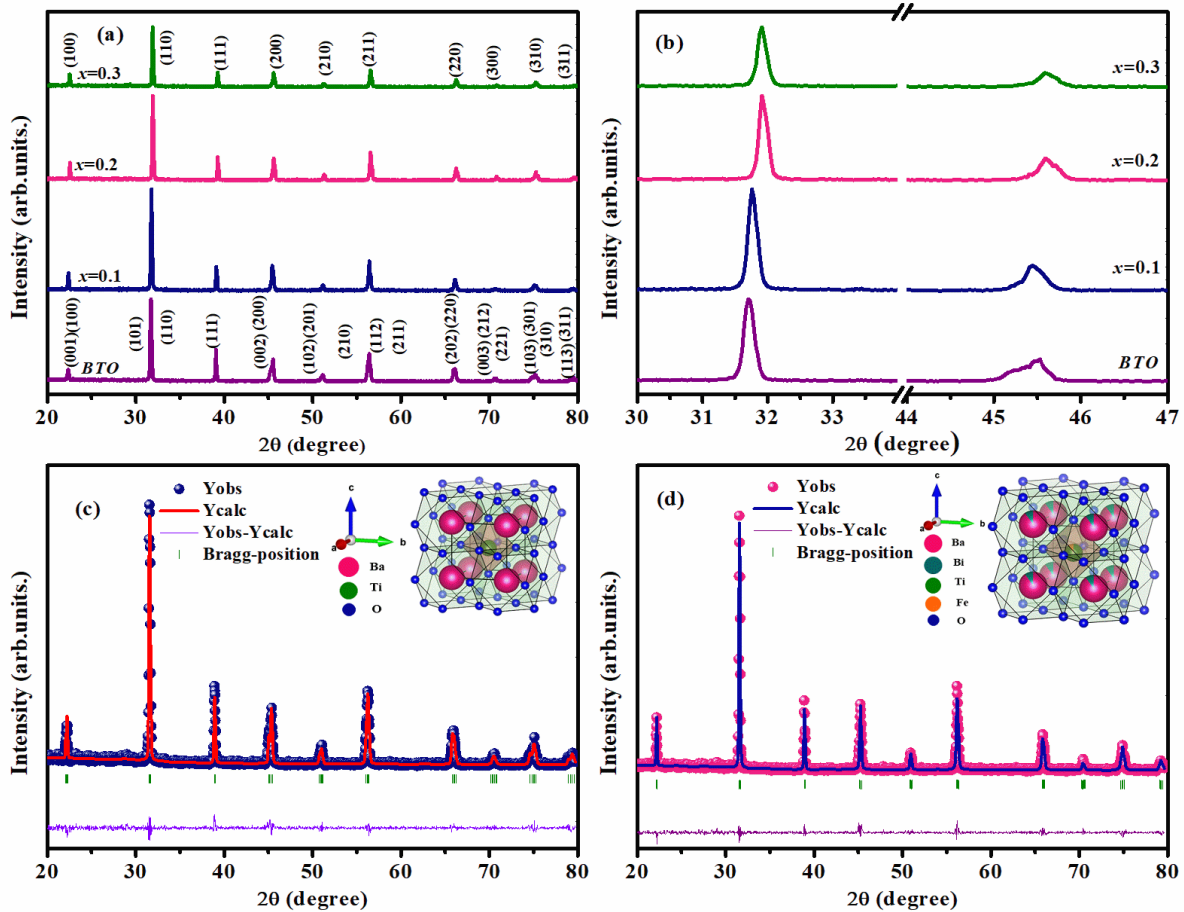 (a)
(100)
(110)
(111)
(200)
(210)
(211)
(220)
(300)
(310)
(311)
x=0.3
x=0.2
x=0.1
BTO
(001)(100)
(101)
(110)
(111)
(002) (200)
(102)(201)
(210)
(112)
(211)
(202)(220)
(003) (212)
(221)
(103)(301)
(310)
(113)(311)
Intensity (arb.units.)
20 30 40 50 60 70 80
2θ (degree)
(b)
x=0.3
x=0.2
x=0.1
BTO
Intensity (arb.units.)
30 31 32 33 44 45 46 47
2θ (degree)
(c)
Yobs
Ycalc
Yobs-Ycalc
Bragg-position
c
a
b
Ba
Ti
O
Intensity (arb.units.)
20 30 40 50 60 70 80
2θ (degree)
(d)
Yobs
Ycalc
Yobs-Ycalc
Bragg-position
c
a
b
Ba
Bi
Ti
Fe
O
Intensity (arb.units.)
20 30 40 50 60 70 80
2θ (degree)